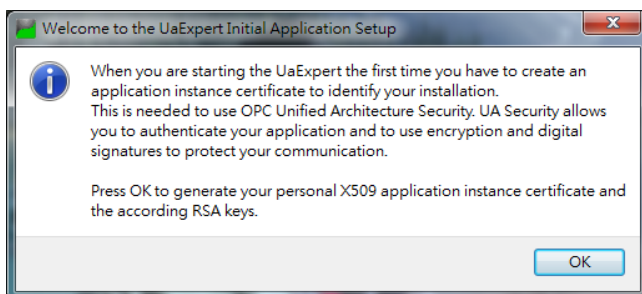 Welcome to the UaExpert Initial Application Setup
When you are starting the UaExpert the first time you have to create an
application instance certificate to identify your installation.
This is needed to use OPC Unified Architecture Security. UA Security allows
you to authenticate your application and to use encryption and digital
signatures to protect your communication.
Press OK to generate your personal X509 application instance certificate and
the according RSA keys.
OK